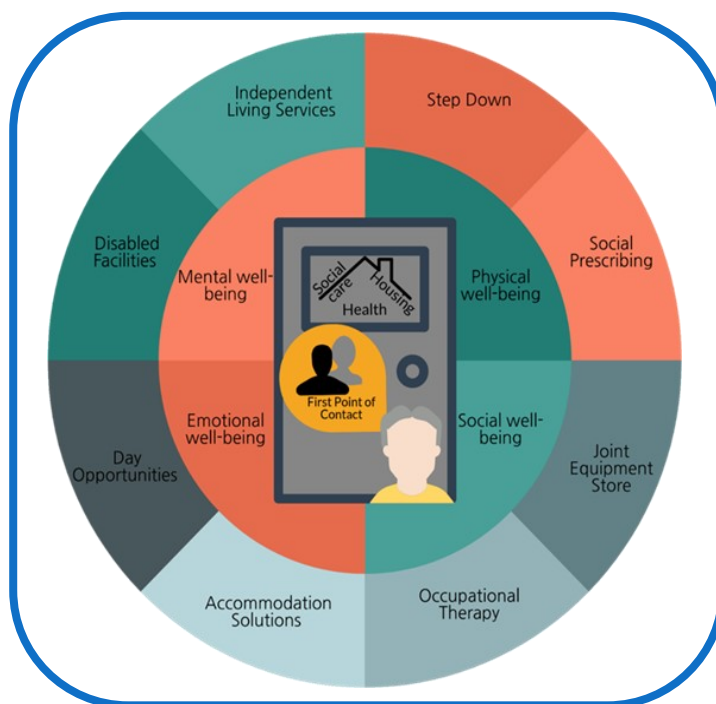 Independent
Living Services
Step Down
Disabled
Facilities
Social
Prescribing
Mental well-
being
Physical
well-being
Social
care
Housing
Health
First Point of
Contact
Emotional
well-being
Social well-
being
Day
Opportunities
Joint
Equipment
Store
Accommodation
Solutions
Occupational
Therapy